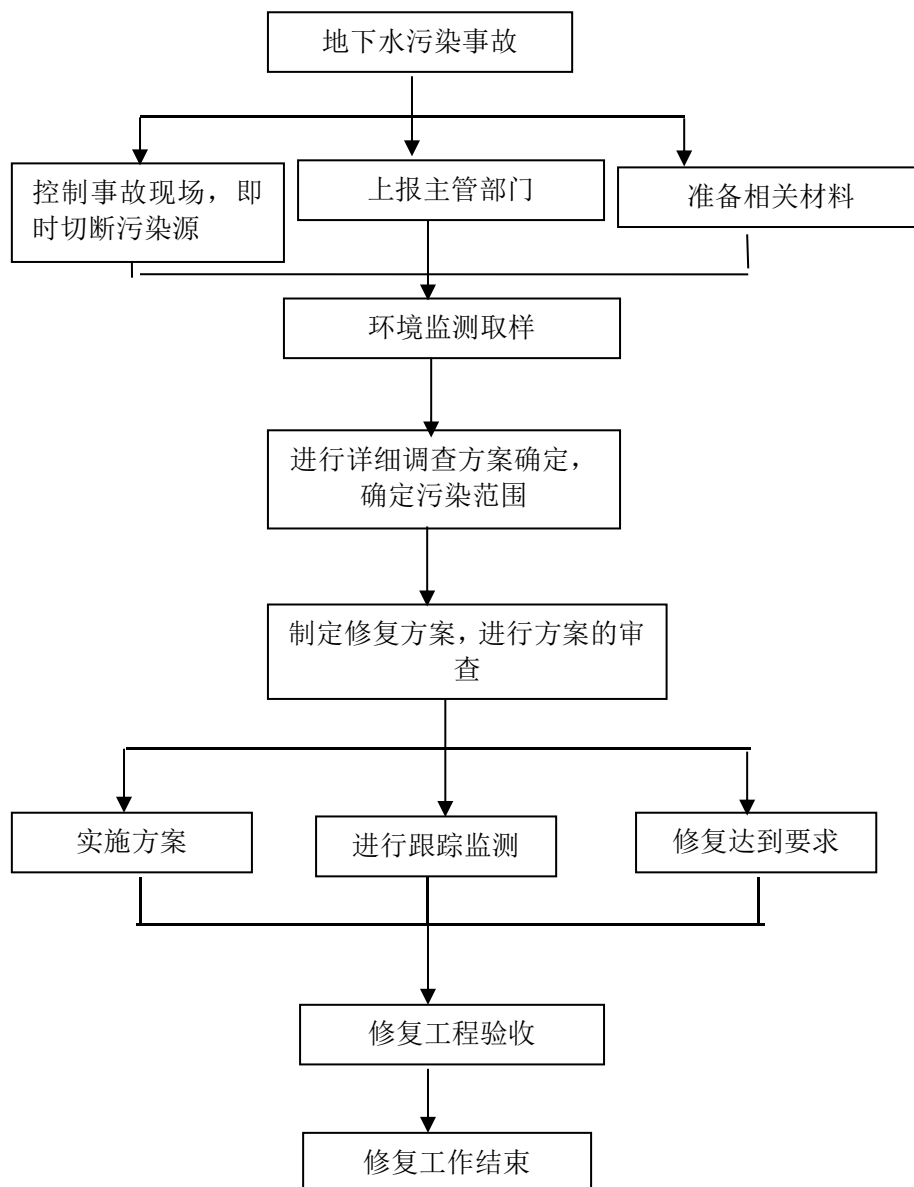 地下水污染事故
控制事故现场，即
时切断污染源
上报主管部门
准备相关材料
环境监测取样
进行详细调查方案确定，
确定污染范围
制定修复方案，进行方案的审
查
实施方案
进行跟踪监测
修复达到要求
修复工程验收
修复工作结束